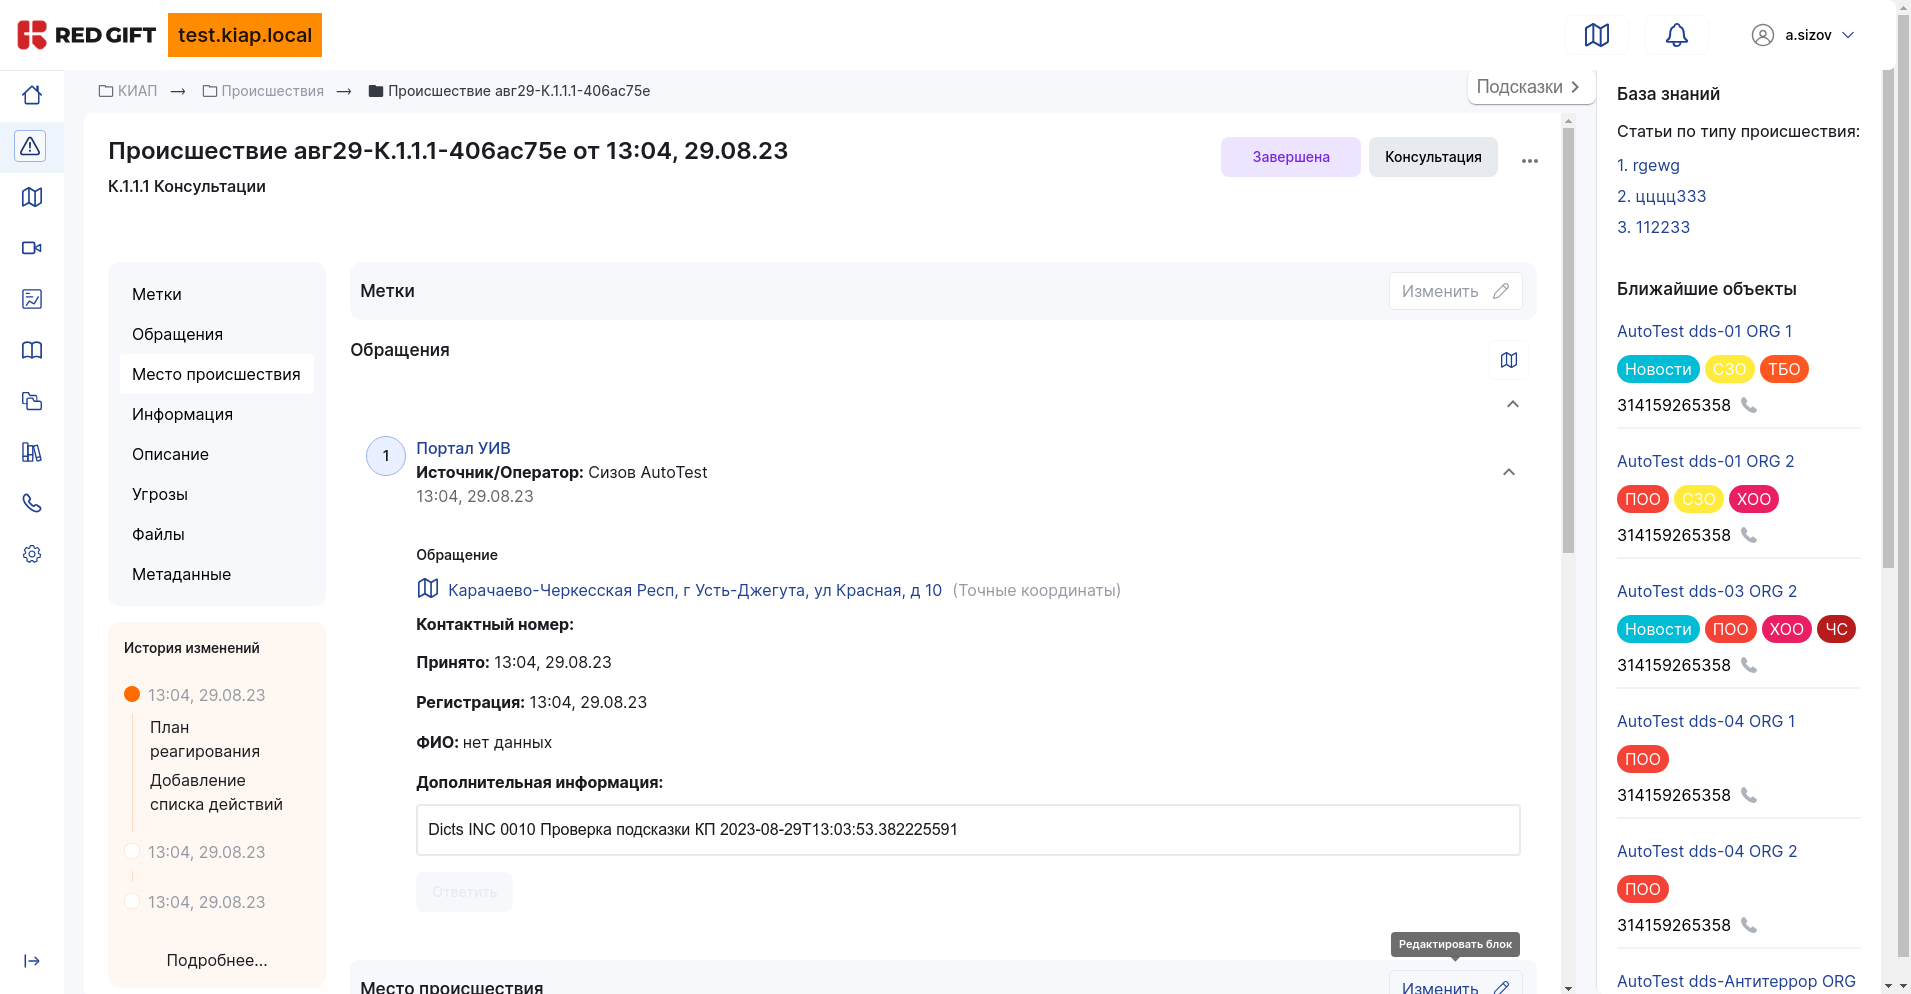 RED GIFT
test.kiap.local
a.sizov
КИАП → Происшествия → Происшествие авг29-К.1.1.1-406ac75e
Подсказки
Происшествие авг29-К.1.1.1-406ac75e от 13:04, 29.08.23
К.1.1.1 Консультации
Завершена
Консультация
Метки
Обращения
Место происшествия
Информация
Описание
Угрозы
Файлы
Метаданные
История изменений
13:04, 29.08.23
План
реагирования
Добавление
списка действий
13:04, 29.08.23
13:04, 29.08.23
Подробнее...
Метки
Изменить
Обращения
1
Портал УИВ
Источник/Оператор: Сизов AutoTest
13:04, 29.08.23
Обращение
Карачаево-Черкесская Респ, г Усть-Джегута, ул Красная, д 10 (Точные координаты)
Контактный номер:
Принято: 13:04, 29.08.23
Регистрация: 13:04, 29.08.23
ФИО: нет данных
Дополнительная информация:
Dicts INC 0010 Проверка подсказки КП 2023-08-29T13:03:53.382225591
Ответить
Редактировать блок
Место происшествия
Изменить
База знаний
Статьи по типу происшествия:
1. rgewg
2. цццц333
3. 112233
Ближайшие объекты
AutoTest dds-01 ORG 1
Новости СЗО ТБО
314159265358
AutoTest dds-01 ORG 2
ПОО СЗО ХОО
314159265358
AutoTest dds-03 ORG 2
Новости ПОО ХОО ЧС
314159265358
AutoTest dds-04 ORG 1
ПОО
314159265358
AutoTest dds-04 ORG 2
ПОО
314159265358
AutoTest dds-Антитеррор ORG